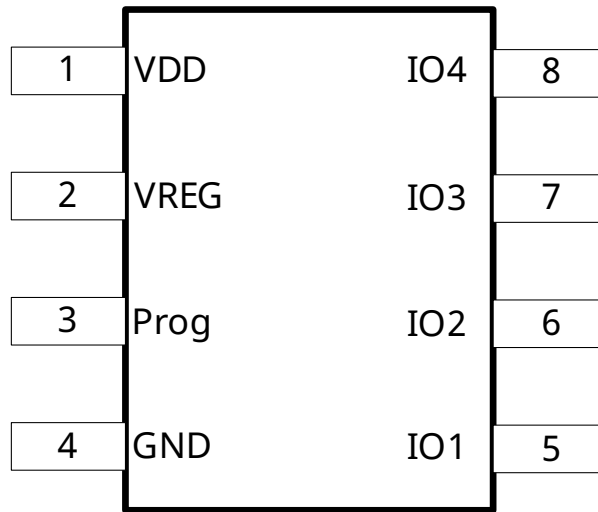 1 VDD IO4 8
2 VREG IO3 7
3 Prog IO2 6
4 GND IO1 5